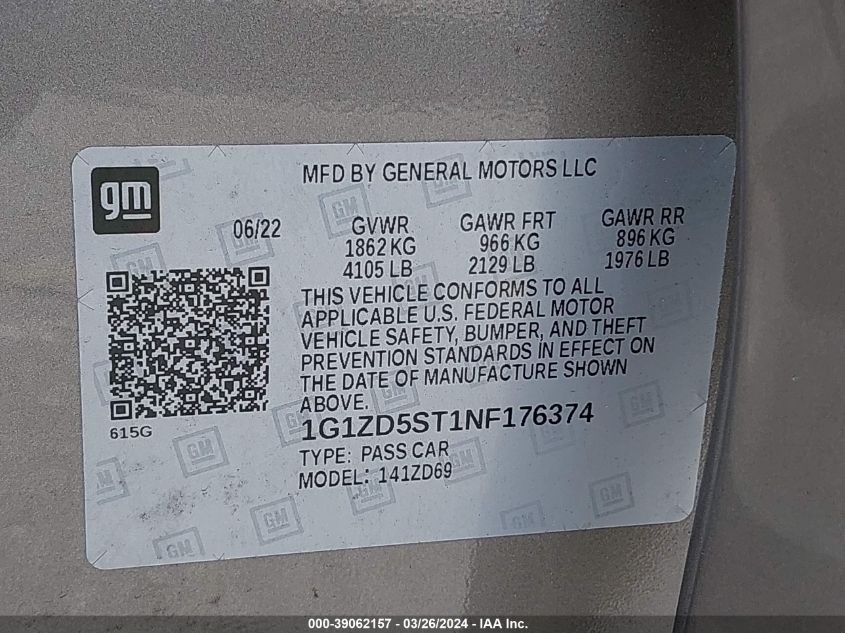 gm
MFD BY GENERAL MOTORS LLC
06/22 GVWR GAWR FRT GAWR RR
1862 KG 966 KG 896 KG
4105 LB 2129 LB 1976 LB
THIS VEHICLE CONFORMS TO ALL
APPLICABLE U.S. FEDERAL MOTOR
VEHICLE SAFETY, BUMPER, AND THEFT
PREVENTION STANDARDS IN EFFECT ON
THE DATE OF MANUFACTURE SHOWN
ABOVE.
615G
1G1ZD5ST1NF176374
TYPE: PASS CAR
MODEL: 141ZD69
000-39062157 - 03/26/2024 - IAA Inc.